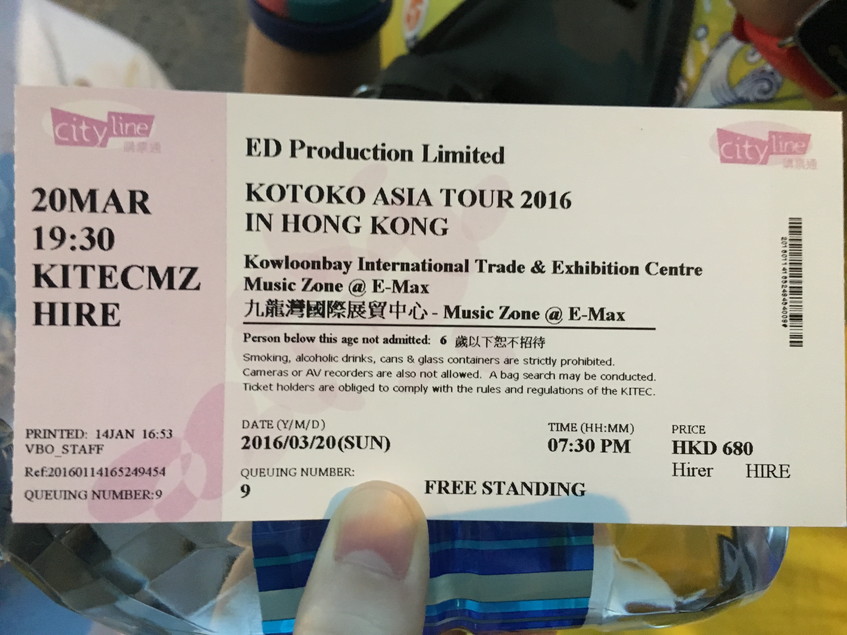 city line
購票通
20MAR
19:30
KITECMZ
HIRE
PRINTED: 14JAN 16:53
VBO_STAFF
Ref:20160114165249454
QUEUING NUMBER:9
ED Production Limited
KOTOKO ASIA TOUR 2016
IN HONG KONG
Kowloonbay International Trade & Exhibition Centre
Music Zone @ E-Max
九龍灣國際展貿中心 - Music Zone @ E-Max
Person below this age not admitted: 6 歲以下恕不招待
Smoking, alcoholic drinks, cans & glass containers are strictly prohibited.
Cameras or AV recorders are also not allowed. A bag search may be conducted.
Ticket holders are obliged to comply with the rules and regulations of the KITEC.
DATE (Y/M/D)
2016/03/20(SUN)
TIME (HH:MM)
07:30 PM
PRICE
HKD 680
Hirer HIRE
QUEUING NUMBER:
9
FREE STANDING
city line
購票通